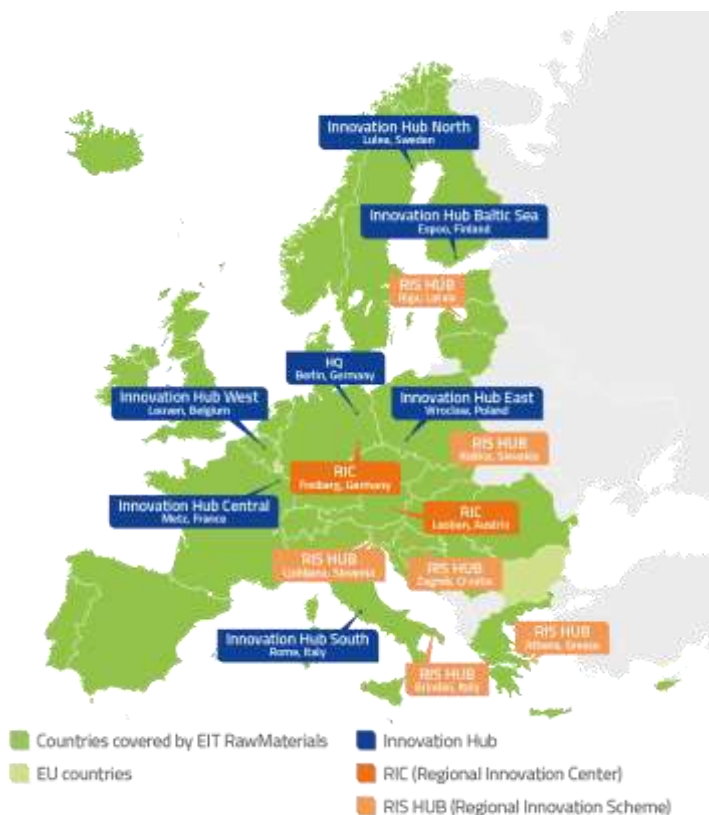 Innovation Hub North
Lulea, Sweden
Innovation Hub Baltic Sea
Espoo, Finland
RIS HUB
Riga, Latvia
HQ
Berlin, Germany
Innovation Hub West
Leuven, Belgium
Innovation Hub East
Wroclaw, Poland
RIS HUB
Slovakia
RIC
Freiberg, Germany
Innovation Hub Central
Metz, France
RIC
Leoben, Austria
RIS HUB
Ljubljana, Slovenia
RIS HUB
Zagreb, Croatia
Innovation Hub South
Rome, Italy
RIS HUB
Athens, Greece
RIS HUB
Brindisi, Italy
Countries covered by EIT RawMaterials
EU countries
Innovation Hub
RIC (Regional Innovation Center)
RIS HUB (Regional Innovation Scheme)